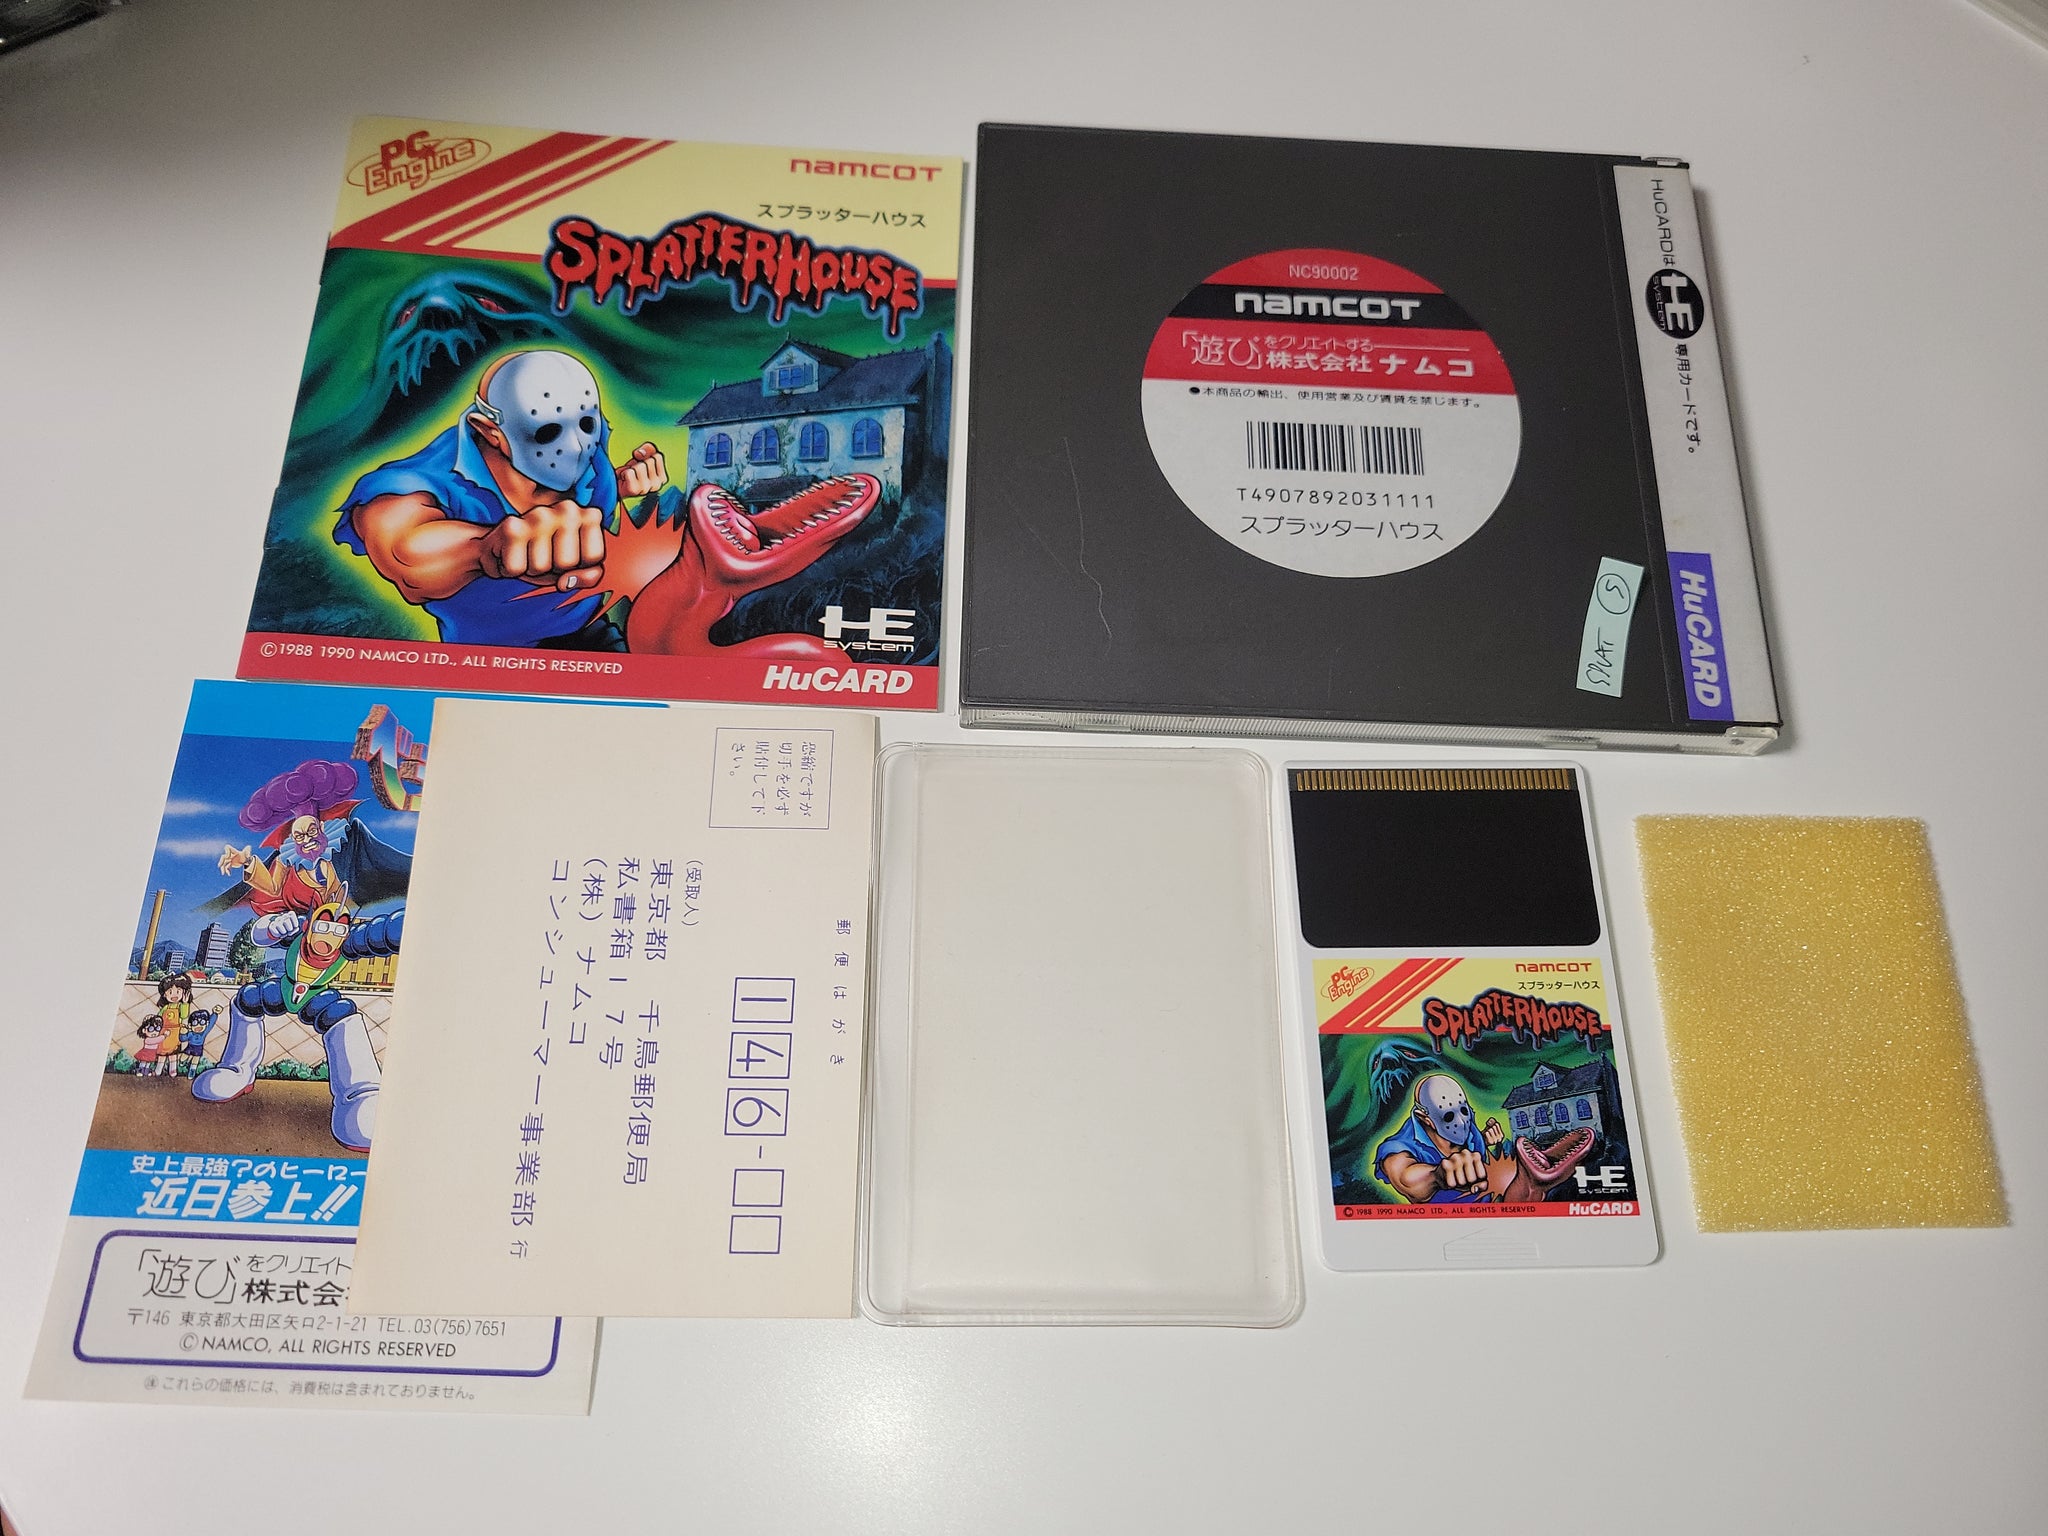 PC Engine
namcoT
スプラッターハウス
SPLATTERHOUSE
HE system
©1988 1990 NAMCO LTD., ALL RIGHTS RESERVED
HuCARD
NC90002
namcoT
「遊び」をクリエイトする
株式会社ナムコ
●本商品の輸出、使用営業及び賃貸を禁じます。
T4907892031111
スプラッターハウス
HuCARDは HE system 専用カードです。
HuCARD
SPLAT 5
史上最強?のヒーロー
近日参上!!
「遊び」をクリエイト
株式会
〒146 東京都大田区矢口2-1-21 TEL.03(756)7651
© NAMCO, ALL RIGHTS RESERVED
㊟これらの価格には、消費税は含まれておりません。
恐縮ですが
切手を必ず
貼付して下
さい。
郵便はがき
146-
(受取人)
東京都 千鳥郵便局
私書箱17号
(株)ナムコ
コンシューマー事業部 行
PC Engine
namcoT
スプラッターハウス
SPLATTERHOUSE
HE system
© 1988 1990 NAMCO LTD., ALL RIGHTS RESERVED
HuCARD